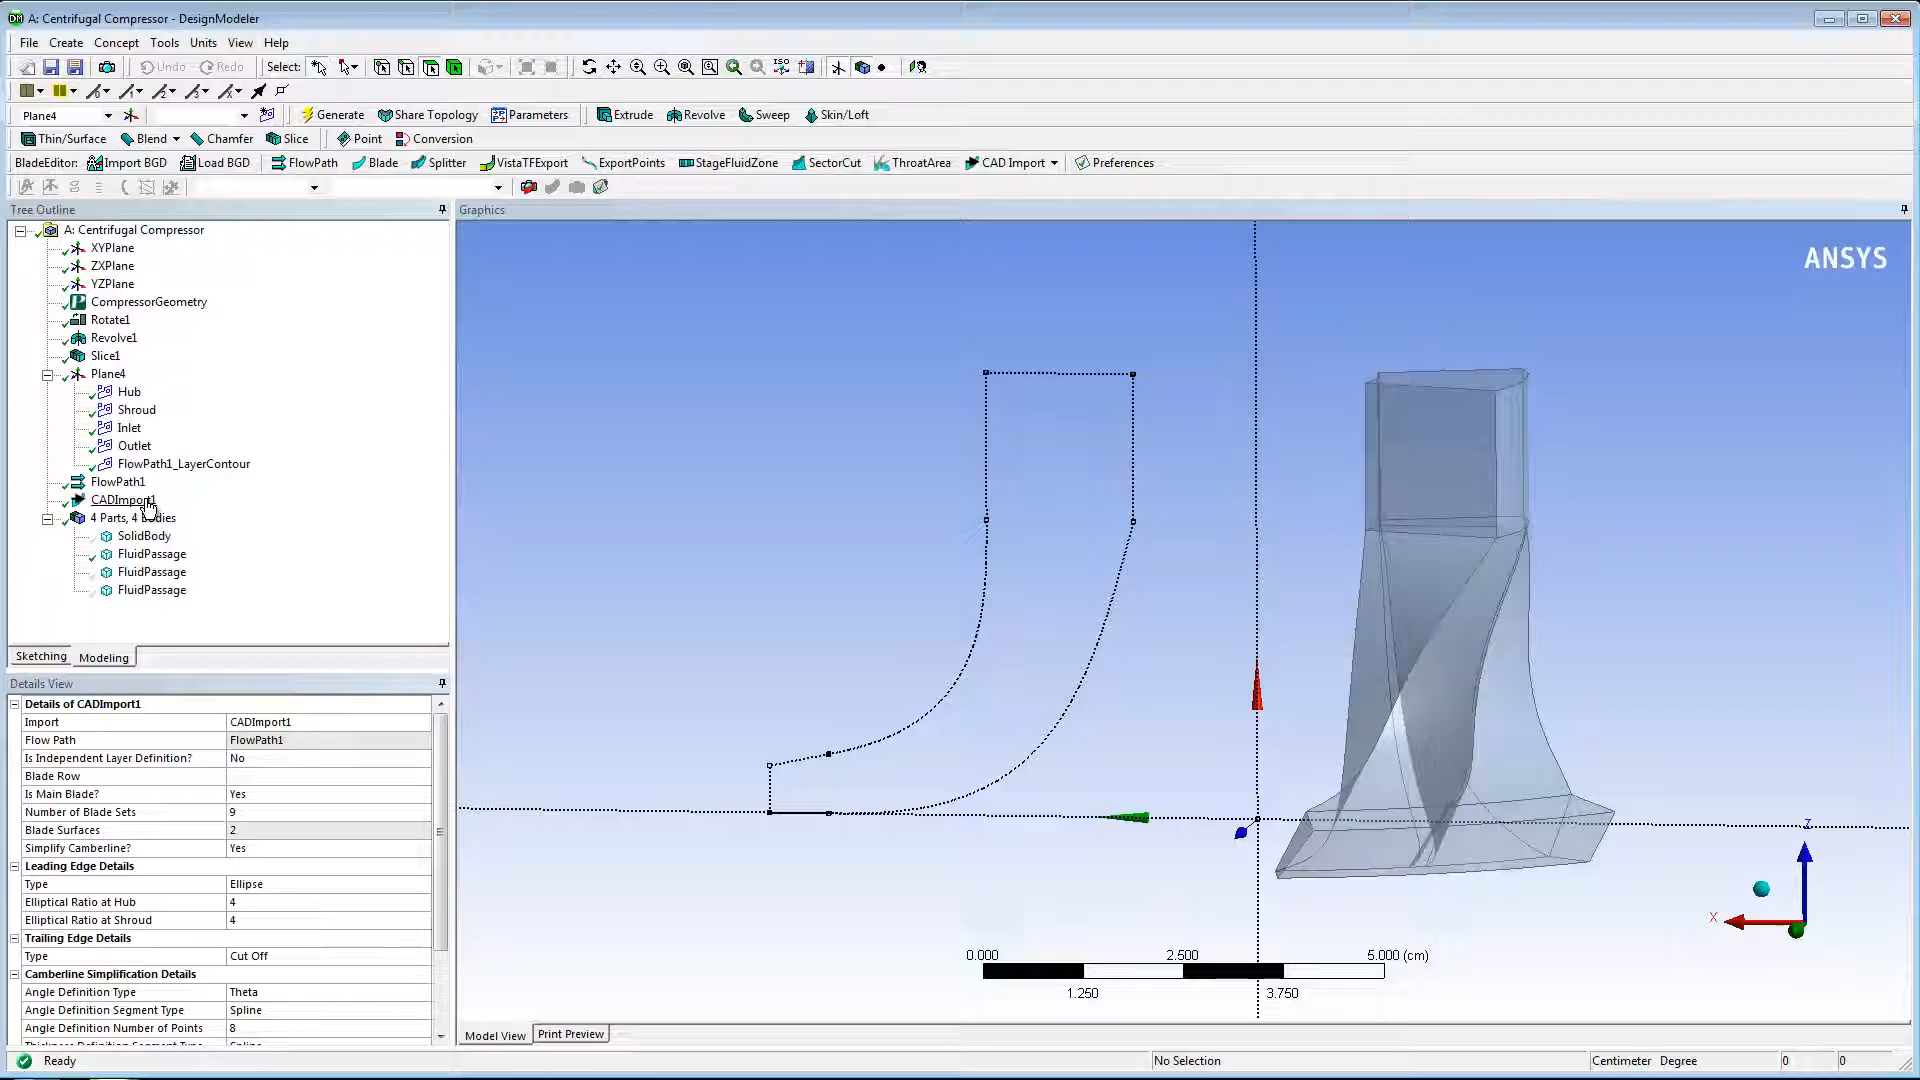 A: Centrifugal Compressor - DesignModeler
File Create Concept Tools Units View Help
Undo Redo Select: ISO
Plane4 Generate Share Topology Parameters Extrude Revolve Sweep Skin/Loft
Thin/Surface Blend Chamfer Slice Point Conversion
BladeEditor: Import BGD Load BGD FlowPath Blade Splitter VistaTFExport ExportPoints StageFluidZone SectorCut ThroatArea CAD Import Preferences
Tree Outline
A: Centrifugal Compressor
XYPlane
ZXPlane
YZPlane
CompressorGeometry
Rotate1
Revolve1
Slice1
Plane4
Hub
Shroud
Inlet
Outlet
FlowPath1_LayerContour
FlowPath1
CADImport1
4 Parts, 4 Bodies
SolidBody
FluidPassage
FluidPassage
FluidPassage
Sketching Modeling
Details View
Details of CADImport1
Import CADImport1
Flow Path FlowPath1
Is Independent Layer Definition? No
Blade Row
Is Main Blade? Yes
Number of Blade Sets 9
Blade Surfaces 2
Simplify Camberline? Yes
Leading Edge Details
Type Ellipse
Elliptical Ratio at Hub 4
Elliptical Ratio at Shroud 4
Trailing Edge Details
Type Cut Off
Camberline Simplification Details
Angle Definition Type Theta
Angle Definition Segment Type Spline
Angle Definition Number of Points 8
Graphics
ANSYS
Z
X
0.000 2.500 5.000 (cm)
1.250 3.750
Model View Print Preview
Ready No Selection Centimeter Degree 0 0